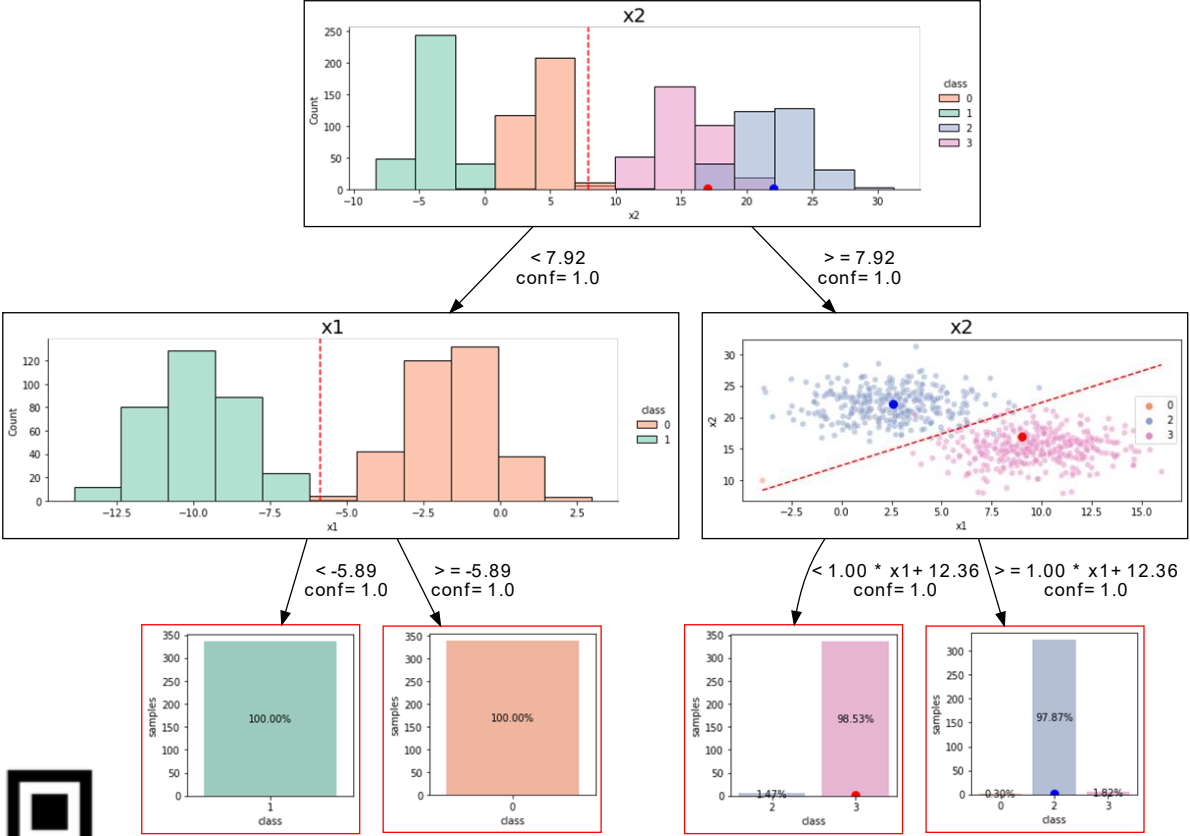 x2
250
200
150
100
50
0
Count
−10 −5 0 5 10 15 20 25 30
x2
class
0
1
2
3
< 7.92
conf= 1.0
> = 7.92
conf= 1.0
x1
120
100
80
60
40
20
0
Count
−12.5 −10.0 −7.5 −5.0 −2.5 0.0 2.5
x1
class
0
1
x2
30
25
20
15
10
x2
−2.5 0.0 2.5 5.0 7.5 10.0 12.5 15.0
x1
0
2
3
< -5.89
conf= 1.0
> = -5.89
conf= 1.0
< 1.00 * x1+ 12.36
conf= 1.0
> = 1.00 * x1+ 12.36
conf= 1.0
350
300
250
200
150
100
50
0
samples
100.00%
1
class
350
300
250
200
150
100
50
0
samples
100.00%
0
class
350
300
250
200
150
100
50
0
samples
1.47%
98.53%
2 3
class
300
250
200
150
100
50
0
samples
0.30%
97.87%
1.82%
0 2 3
class